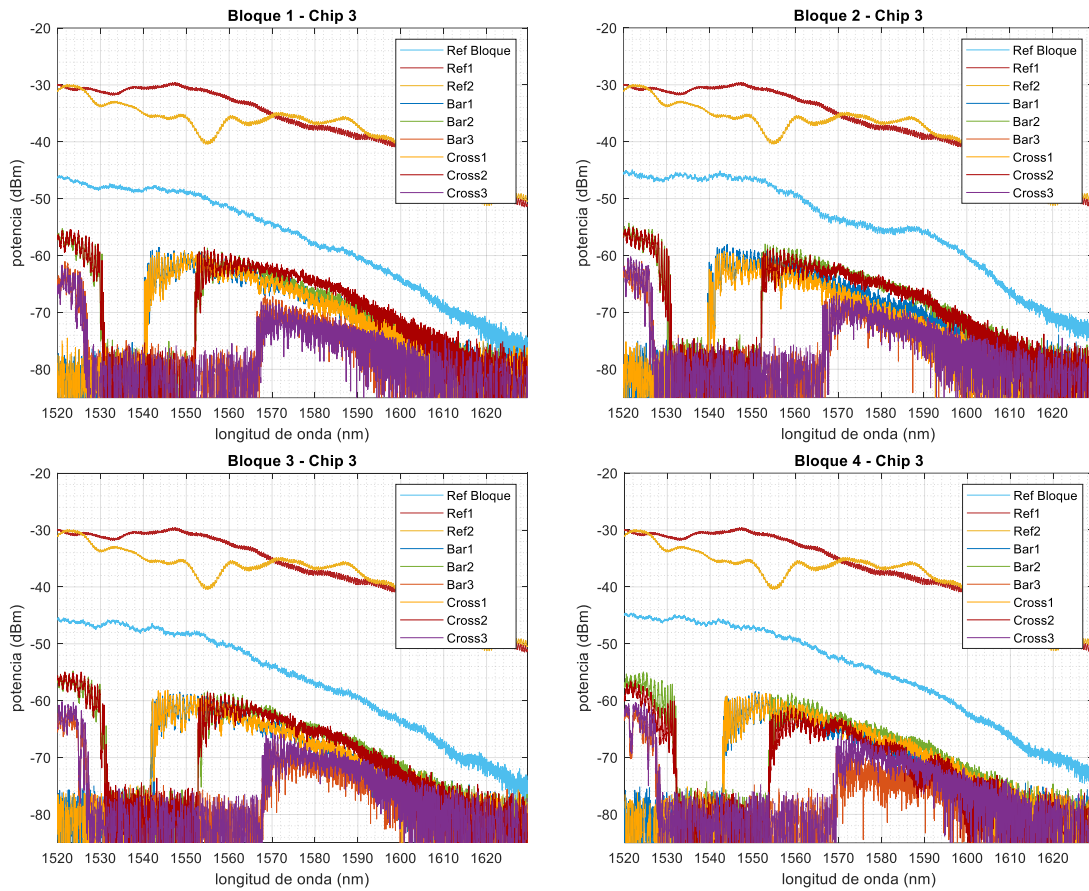 Bloque 1 - Chip 3
-20
-30
-40
-50
-60
-70
-80
potencia (dBm)
Ref Bloque
Ref1
Ref2
Bar1
Bar2
Bar3
Cross1
Cross2
Cross3
1520 1530 1540 1550 1560 1570 1580 1590 1600 1610 1620
longitud de onda (nm)
Bloque 2 - Chip 3
-20
-30
-40
-50
-60
-70
-80
potencia (dBm)
Ref Bloque
Ref1
Ref2
Bar1
Bar2
Bar3
Cross1
Cross2
Cross3
1520 1530 1540 1550 1560 1570 1580 1590 1600 1610 1620
longitud de onda (nm)
Bloque 3 - Chip 3
-20
-30
-40
-50
-60
-70
-80
potencia (dBm)
Ref Bloque
Ref1
Ref2
Bar1
Bar2
Bar3
Cross1
Cross2
Cross3
1520 1530 1540 1550 1560 1570 1580 1590 1600 1610 1620
longitud de onda (nm)
Bloque 4 - Chip 3
-20
-30
-40
-50
-60
-70
-80
potencia (dBm)
Ref Bloque
Ref1
Ref2
Bar1
Bar2
Bar3
Cross1
Cross2
Cross3
1520 1530 1540 1550 1560 1570 1580 1590 1600 1610 1620
longitud de onda (nm)